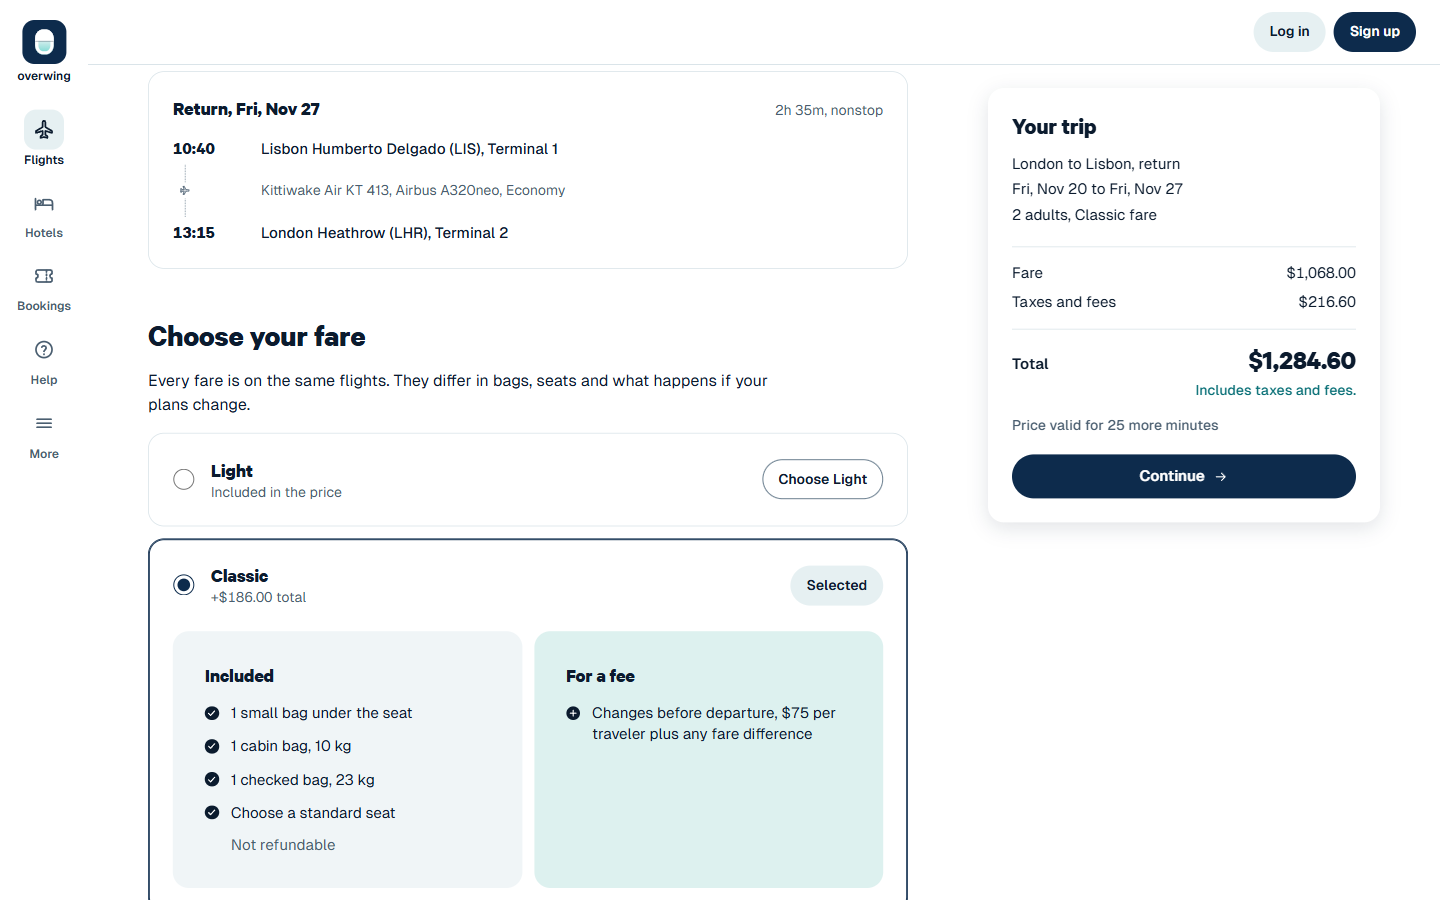 overwing
Flights
Hotels
Bookings
Help
More
Log in
Sign up
Return, Fri, Nov 27
2h 35m, nonstop
10:40
Lisbon Humberto Delgado (LIS), Terminal 1
Kittiwake Air KT 413, Airbus A320neo, Economy
13:15
London Heathrow (LHR), Terminal 2
Choose your fare
Every fare is on the same flights. They differ in bags, seats and what happens if your
plans change.
Light
Included in the price
Choose Light
Classic
+$186.00 total
Selected
Included
1 small bag under the seat
1 cabin bag, 10 kg
1 checked bag, 23 kg
Choose a standard seat
Not refundable
For a fee
Changes before departure, $75 per
traveler plus any fare difference
Your trip
London to Lisbon, return
Fri, Nov 20 to Fri, Nov 27
2 adults, Classic fare
Fare
$1,068.00
Taxes and fees
$216.60
Total
$1,284.60
Includes taxes and fees.
Price valid for 25 more minutes
Continue →